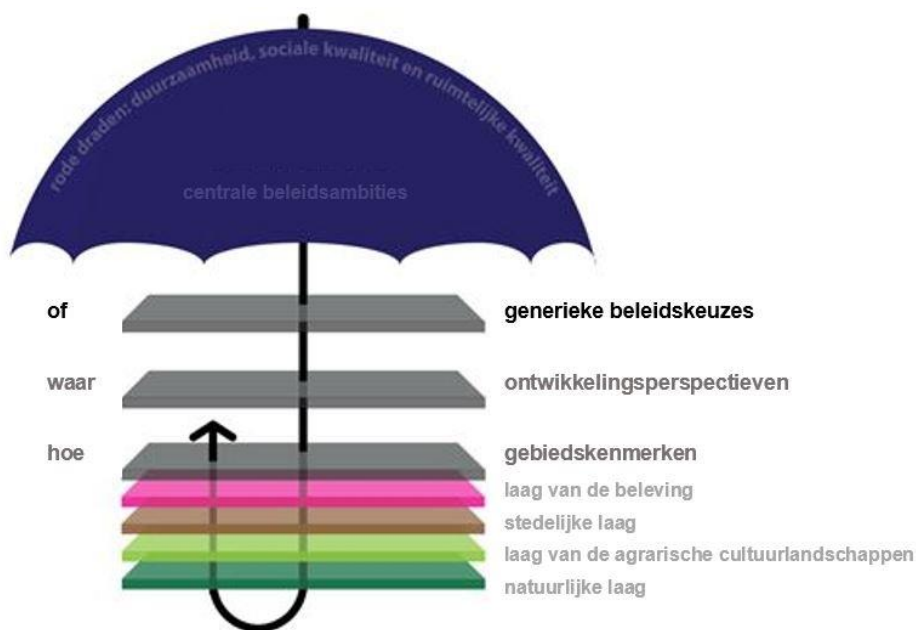 rode draden: duurzaamheid, sociale kwaliteit en ruimtelijke kwaliteit
centrale beleidsambities
of
generieke beleidskeuzes
waar
ontwikkelingsperspectieven
hoe
gebiedskenmerken
laag van de beleving
stedelijke laag
laag van de agrarische cultuurlandschappen
natuurlijke laag